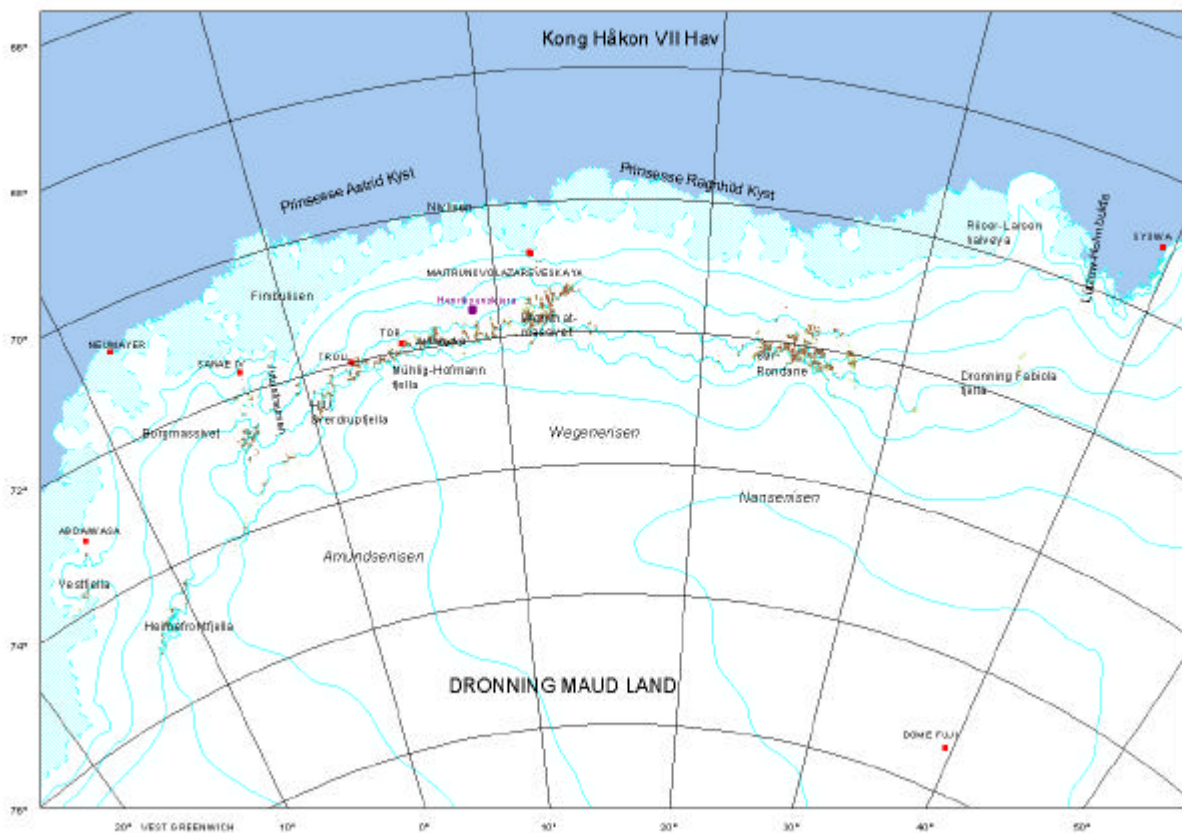 66°
Kong Håkon VII Hav
68°
Prinsesse Astrid Kyst
Prinsesse Ragnhild Kyst
Nivlisen
Riiser-Larsen
halvøya
SYOWA
MAITRI/NOVOLAZAREVESKAYA
Fimbulisen
70°
NEUMAYER
TOR
TROLL
SANAE IV
massivet
Mühlig-Hofmann
fjella
Sør-
Rondane
Dronning Fabiola
fjella
Sverdrupfjella
Borgmassivet
Wegenerisen
72°
Nansenisen
ABOA/WASA
Amundsenisen
Vestfjella
Heimefrontfjella
74°
DRONNING MAUD LAND
DOME FUJI
76°
20° VEST GREENWICH
10°
0°
10°
20°
30°
40°
50°